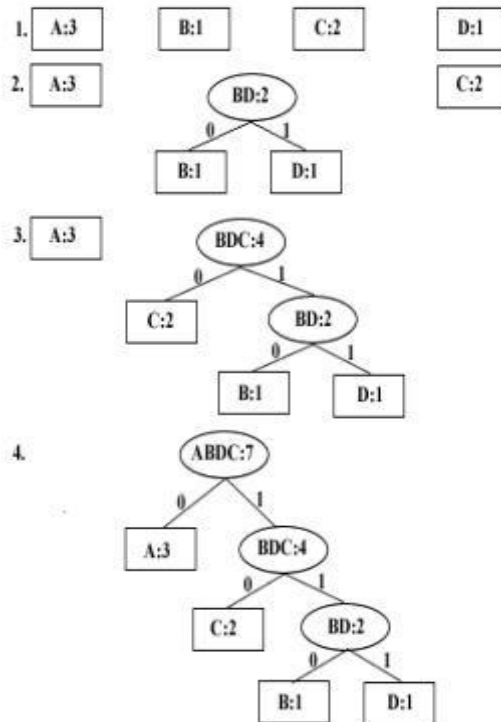 1. A:3 B:1 C:2 D:1
2. A:3 BD:2 C:2
0 1
B:1 D:1
3. A:3 BDC:4
0 1
C:2 BD:2
0 1
B:1 D:1
4. ABDC:7
0 1
A:3 BDC:4
0 1
C:2 BD:2
0 1
B:1 D:1